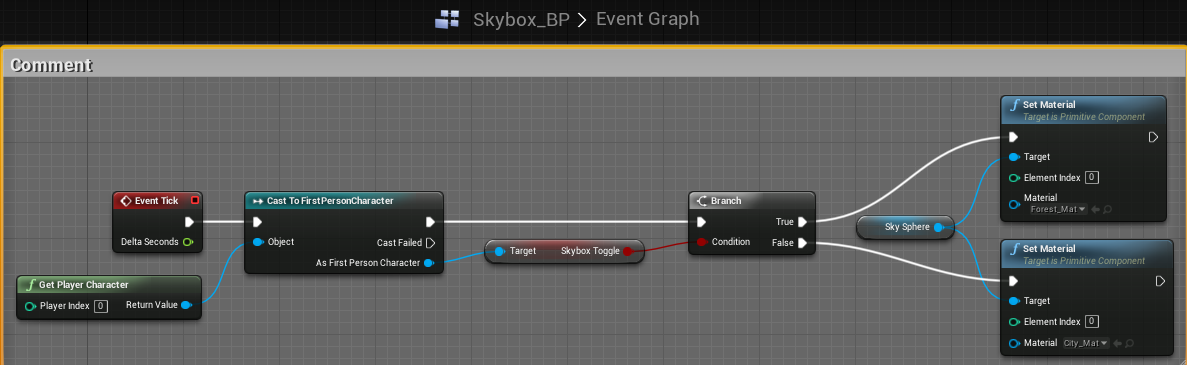 Skybox_BP > Event Graph
Comment
Event Tick
Delta Seconds
Get Player Character
Player Index 0 Return Value
Cast To FirstPersonCharacter
Object
Cast Failed
As First Person Character
Target Skybox Toggle
Branch
True
Condition False
Sky Sphere
Set Material
Target is Primitive Component
Target
Element Index 0
Material
Forest_Mat
Set Material
Target is Primitive Component
Target
Element Index 0
Material City_Mat